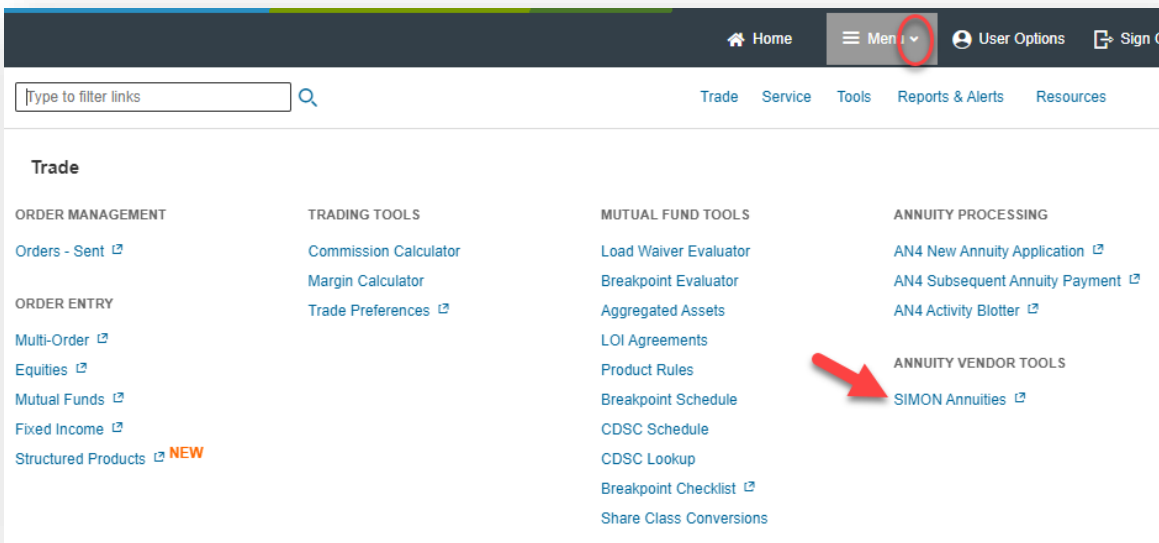 Home Menu User Options Sign
Type to filter links Trade Service Tools Reports & Alerts Resources
Trade
ORDER MANAGEMENT
Orders - Sent
ORDER ENTRY
Multi-Order
Equities
Mutual Funds
Fixed Income
Structured Products NEW
TRADING TOOLS
Commission Calculator
Margin Calculator
Trade Preferences
MUTUAL FUND TOOLS
Load Waiver Evaluator
Breakpoint Evaluator
Aggregated Assets
LOI Agreements
Product Rules
Breakpoint Schedule
CDSC Schedule
CDSC Lookup
Breakpoint Checklist
Share Class Conversions
ANNUITY PROCESSING
AN4 New Annuity Application
AN4 Subsequent Annuity Payment
AN4 Activity Blotter
ANNUITY VENDOR TOOLS
SIMON Annuities